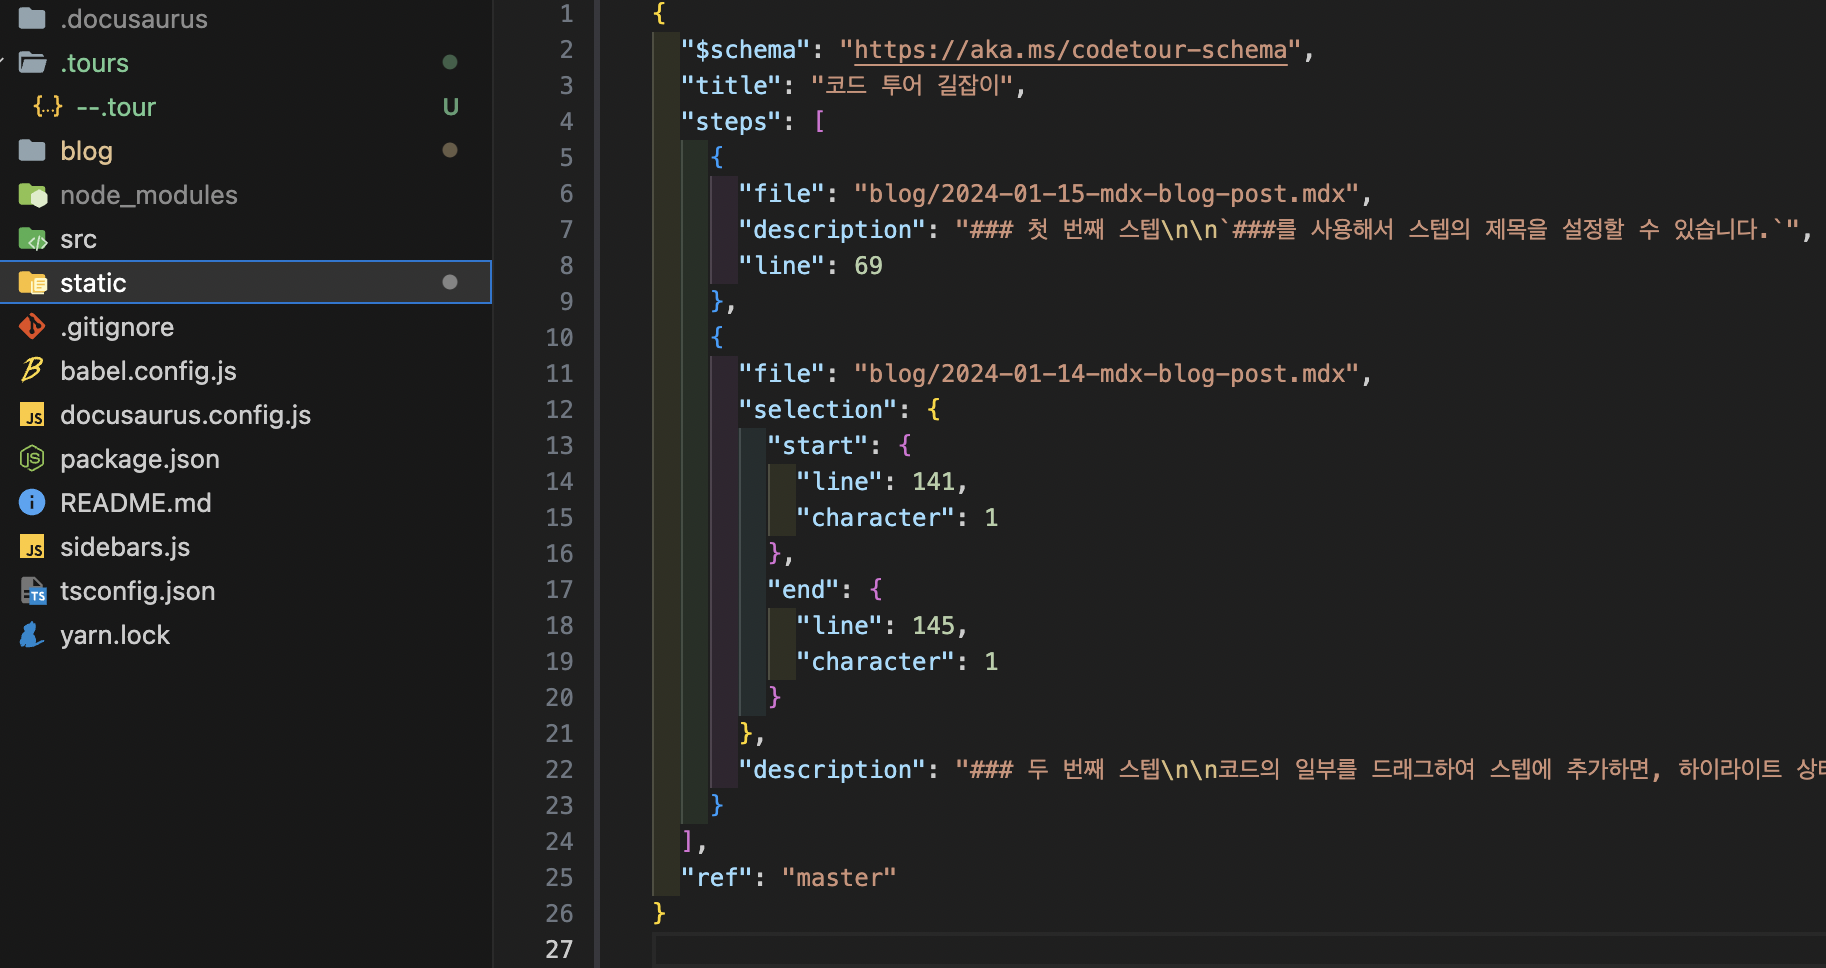 .docusaurus
.tours
{...} --.tour U
blog
node_modules
src
static
.gitignore
babel.config.js
docusaurus.config.js
package.json
README.md
sidebars.js
tsconfig.json
yarn.lock
1 {
2 "$schema": "https://aka.ms/codetour-schema",
3 "title": "코드 투어 길잡이",
4 "steps": [
5 {
6 "file": "blog/2024-01-15-mdx-blog-post.mdx",
7 "description": "### 첫 번째 스텝\n\n`###를 사용해서 스텝의 제목을 설정할 수 있습니다.`",
8 "line": 69
9 },
10 {
11 "file": "blog/2024-01-14-mdx-blog-post.mdx",
12 "selection": {
13 "start": {
14 "line": 141,
15 "character": 1
16 },
17 "end": {
18 "line": 145,
19 "character": 1
20 }
21 },
22 "description": "### 두 번째 스텝\n\n코드의 일부를 드래그하여 스텝에 추가하면, 하이라이트
23 }
24 ],
25 "ref": "master"
26 }
27